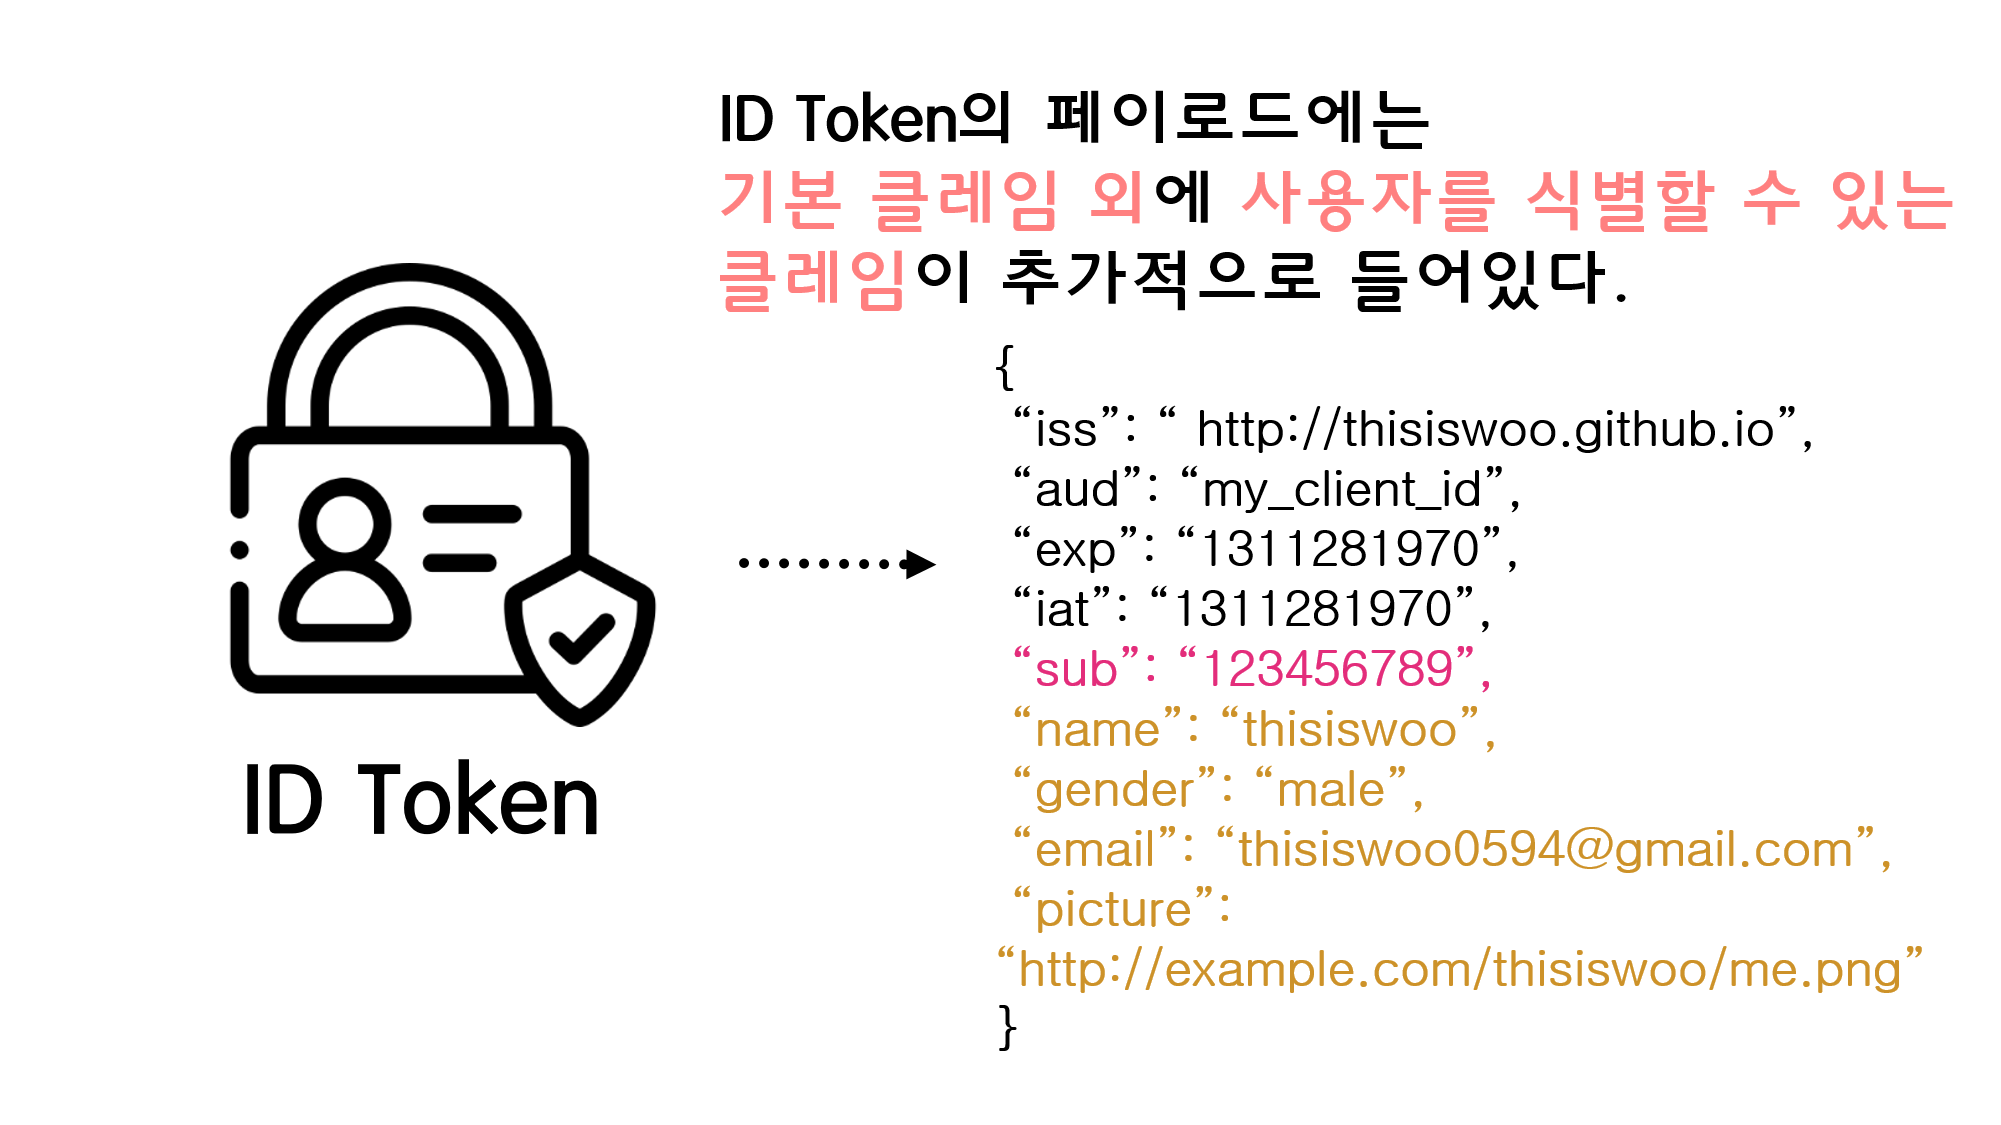 ID Token의 페이로드에는
기본 클레임 외에 사용자를 식별할 수 있는
클레임이 추가적으로 들어있다.
{
“iss”: “ http://thisiswoo.github.io”,
“aud”: “my_client_id”,
“exp”: “1311281970”,
“iat”: “1311281970”,
“sub”: “123456789”,
“name”: “thisiswoo”,
“gender”: “male”,
“email”: “thisiswoo0594@gmail.com”,
“picture”:
“http://example.com/thisiswoo/me.png”
}
ID Token